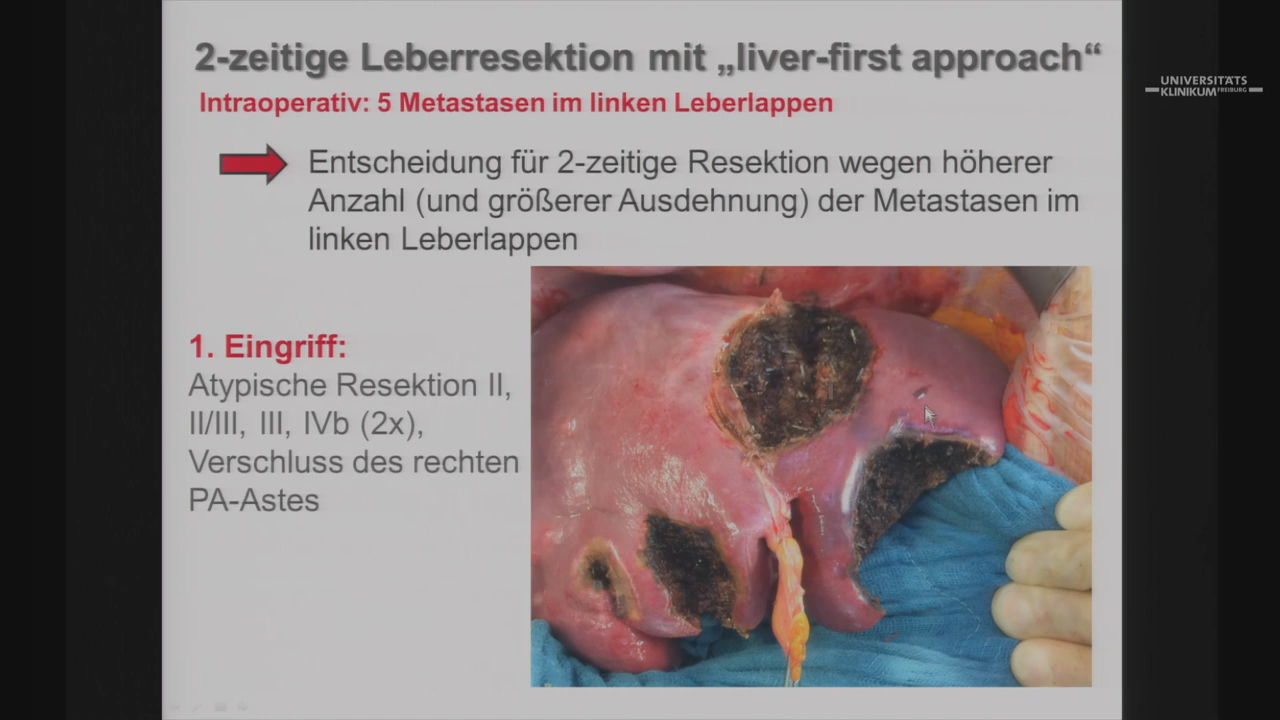 2-zeitige Leberresektion mit „liver-first approach“
Intraoperativ: 5 Metastasen im linken Leberlappen
UNIVERSITÄTS
KLINIKUM FREIBURG
Entscheidung für 2-zeitige Resektion wegen höherer
Anzahl (und größerer Ausdehnung) der Metastasen im
linken Leberlappen
1. Eingriff:
Atypische Resektion II,
II/III, III, IVb (2x),
Verschluss des rechten
PA-Astes